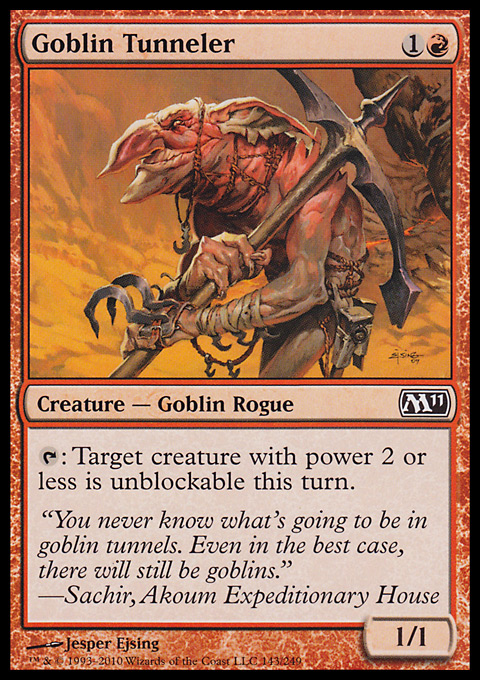 Goblin Tunneler 1
Creature — Goblin Rogue M11
: Target creature with power 2 or
less is unblockable this turn.
“You never know what’s going to be in
goblin tunnels. Even in the best case,
there will still be goblins.”
—Sachir, Akoum Expeditionary House
1/1
Jesper Ejsing
™ & © 1993–2010 Wizards of the Coast LLC 143/249